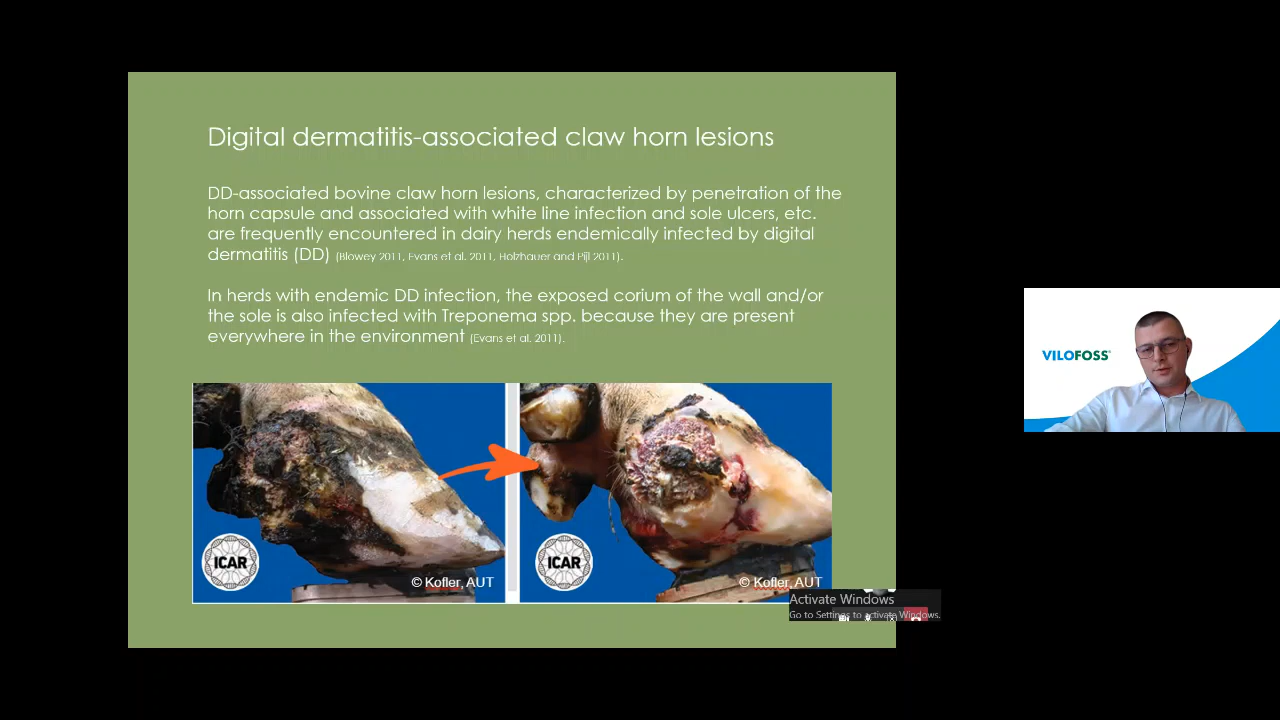 Digital dermatitis-associated claw horn lesions
DD-associated bovine claw horn lesions, characterized by penetration of the
horn capsule and associated with white line infection and sole ulcers, etc.
are frequently encountered in dairy herds endemically infected by digital
dermatitis (DD) (Blowey 2011, Evans et al. 2011, Holzhauer and Pijl 2011).
In herds with endemic DD infection, the exposed corium of the wall and/or
the sole is also infected with Treponema spp. because they are present
everywhere in the environment (Evans et al. 2011).
ICAR
© Kofler, AUT
ICAR
© Kofler, AUT
Activate Windows
Go to Settings to activate Windows.
VILOFOSS®